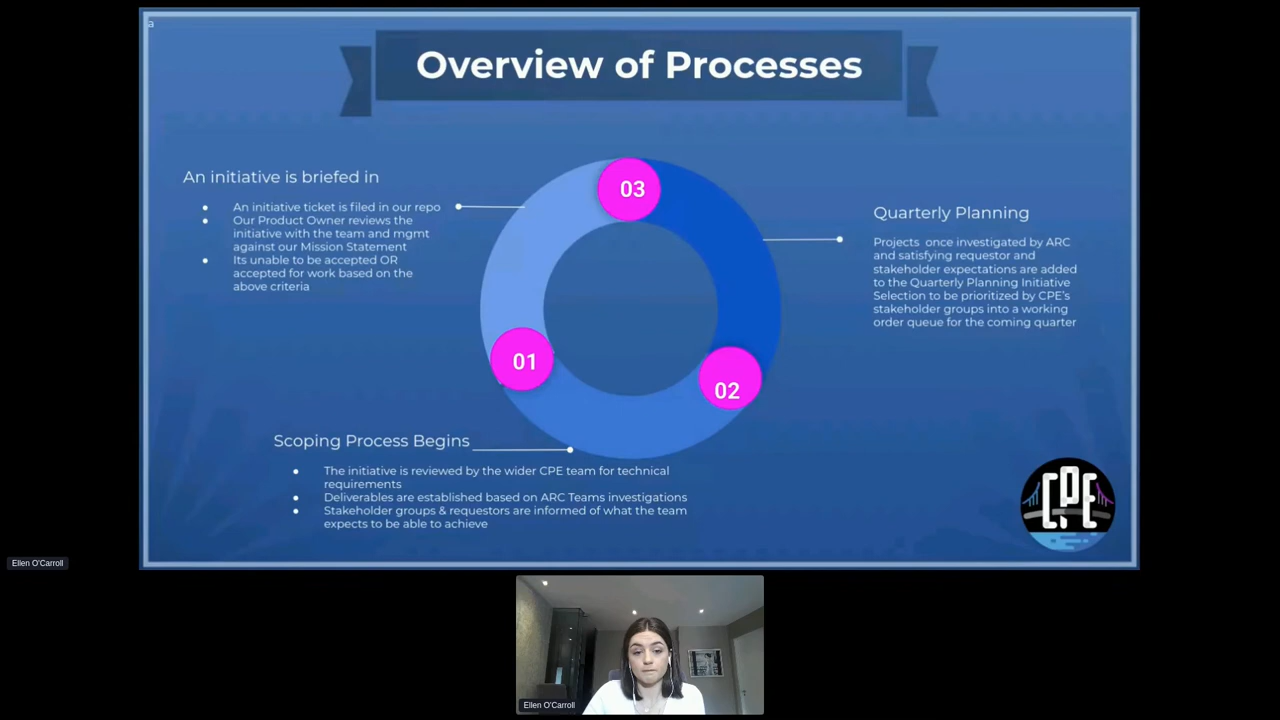 a
Overview of Processes
An initiative is briefed in
An initiative ticket is filed in our repo
Our Product Owner reviews the
initiative with the team and mgmt
against our Mission Statement
Its unable to be accepted OR
accepted for work based on the
above criteria
03
Quarterly Planning
Projects once investigated by ARC
and satisfying requestor and
stakeholder expectations are added
to the Quarterly Planning Initiative
Selection to be prioritized by CPE's
stakeholder groups into a working
order queue for the coming quarter
01
02
Scoping Process Begins
The initiative is reviewed by the wider CPE team for technical
requirements
Deliverables are established based on ARC Teams investigations
Stakeholder groups & requestors are informed of what the team
expects to be able to achieve
CPE
Ellen O'Carroll
Ellen O'Carroll